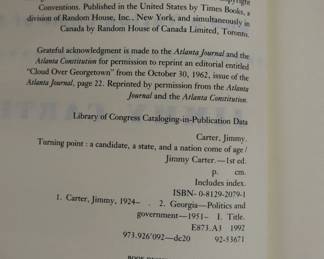 Conventions. Published in the United States by Times Books, a
division of Random House, Inc., New York, and simultaneously in
Canada by Random House of Canada Limited, Toronto.
Grateful acknowledgment is made to the Atlanta Journal and the
Atlanta Constitution for permission to reprint an editorial entitled
“Cloud Over Georgetown” from the October 30, 1962, issue of the
Atlanta Journal, page 22. Reprinted by permission from the Atlanta
Journal and the Atlanta Constitution.
Library of Congress Cataloging-in-Publication Data
Carter, Jimmy.
Turning point : a candidate, a state, and a nation come of age /
Jimmy Carter.—1st ed.
p. cm.
Includes index.
ISBN- 0-8129-2079-1
1. Carter, Jimmy, 1924– . 2. Georgia—Politics and
government—1951– I. Title.
E873.A3 1992
973.926′092—dc20 92-53671